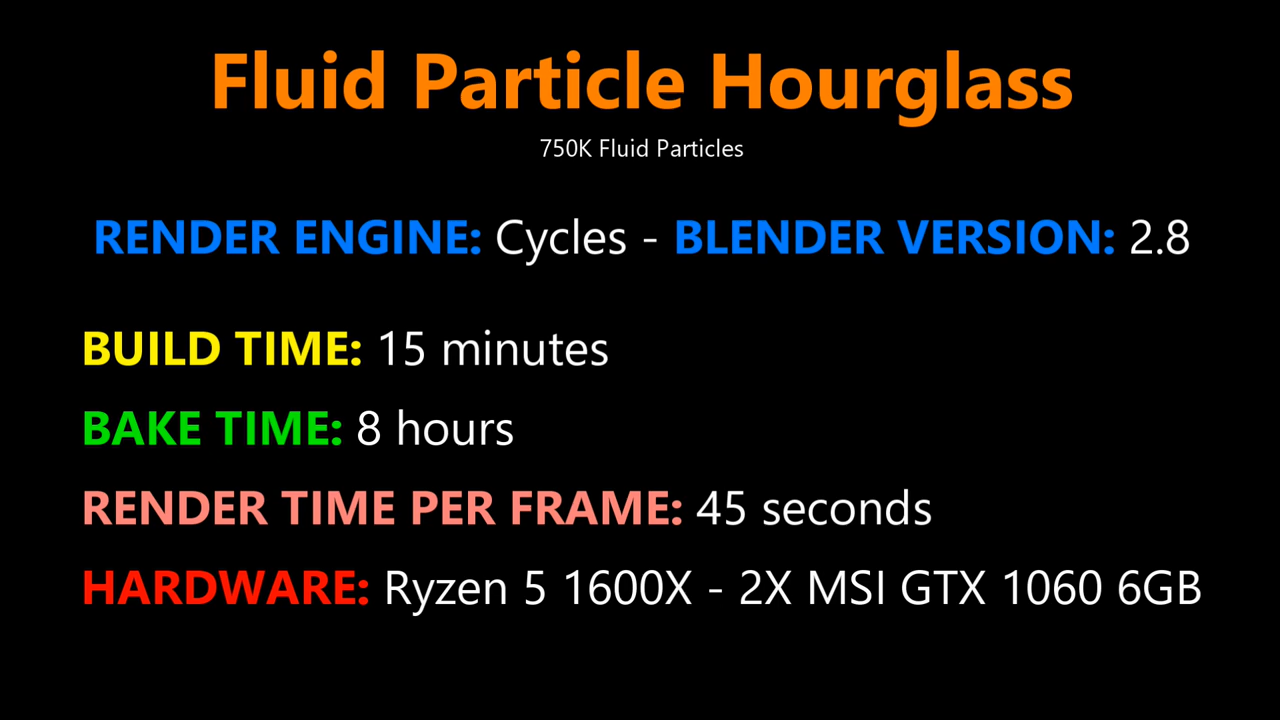 Fluid Particle Hourglass
750K Fluid Particles
RENDER ENGINE: Cycles - BLENDER VERSION: 2.8
BUILD TIME: 15 minutes
BAKE TIME: 8 hours
RENDER TIME PER FRAME: 45 seconds
HARDWARE: Ryzen 5 1600X - 2X MSI GTX 1060 6GB